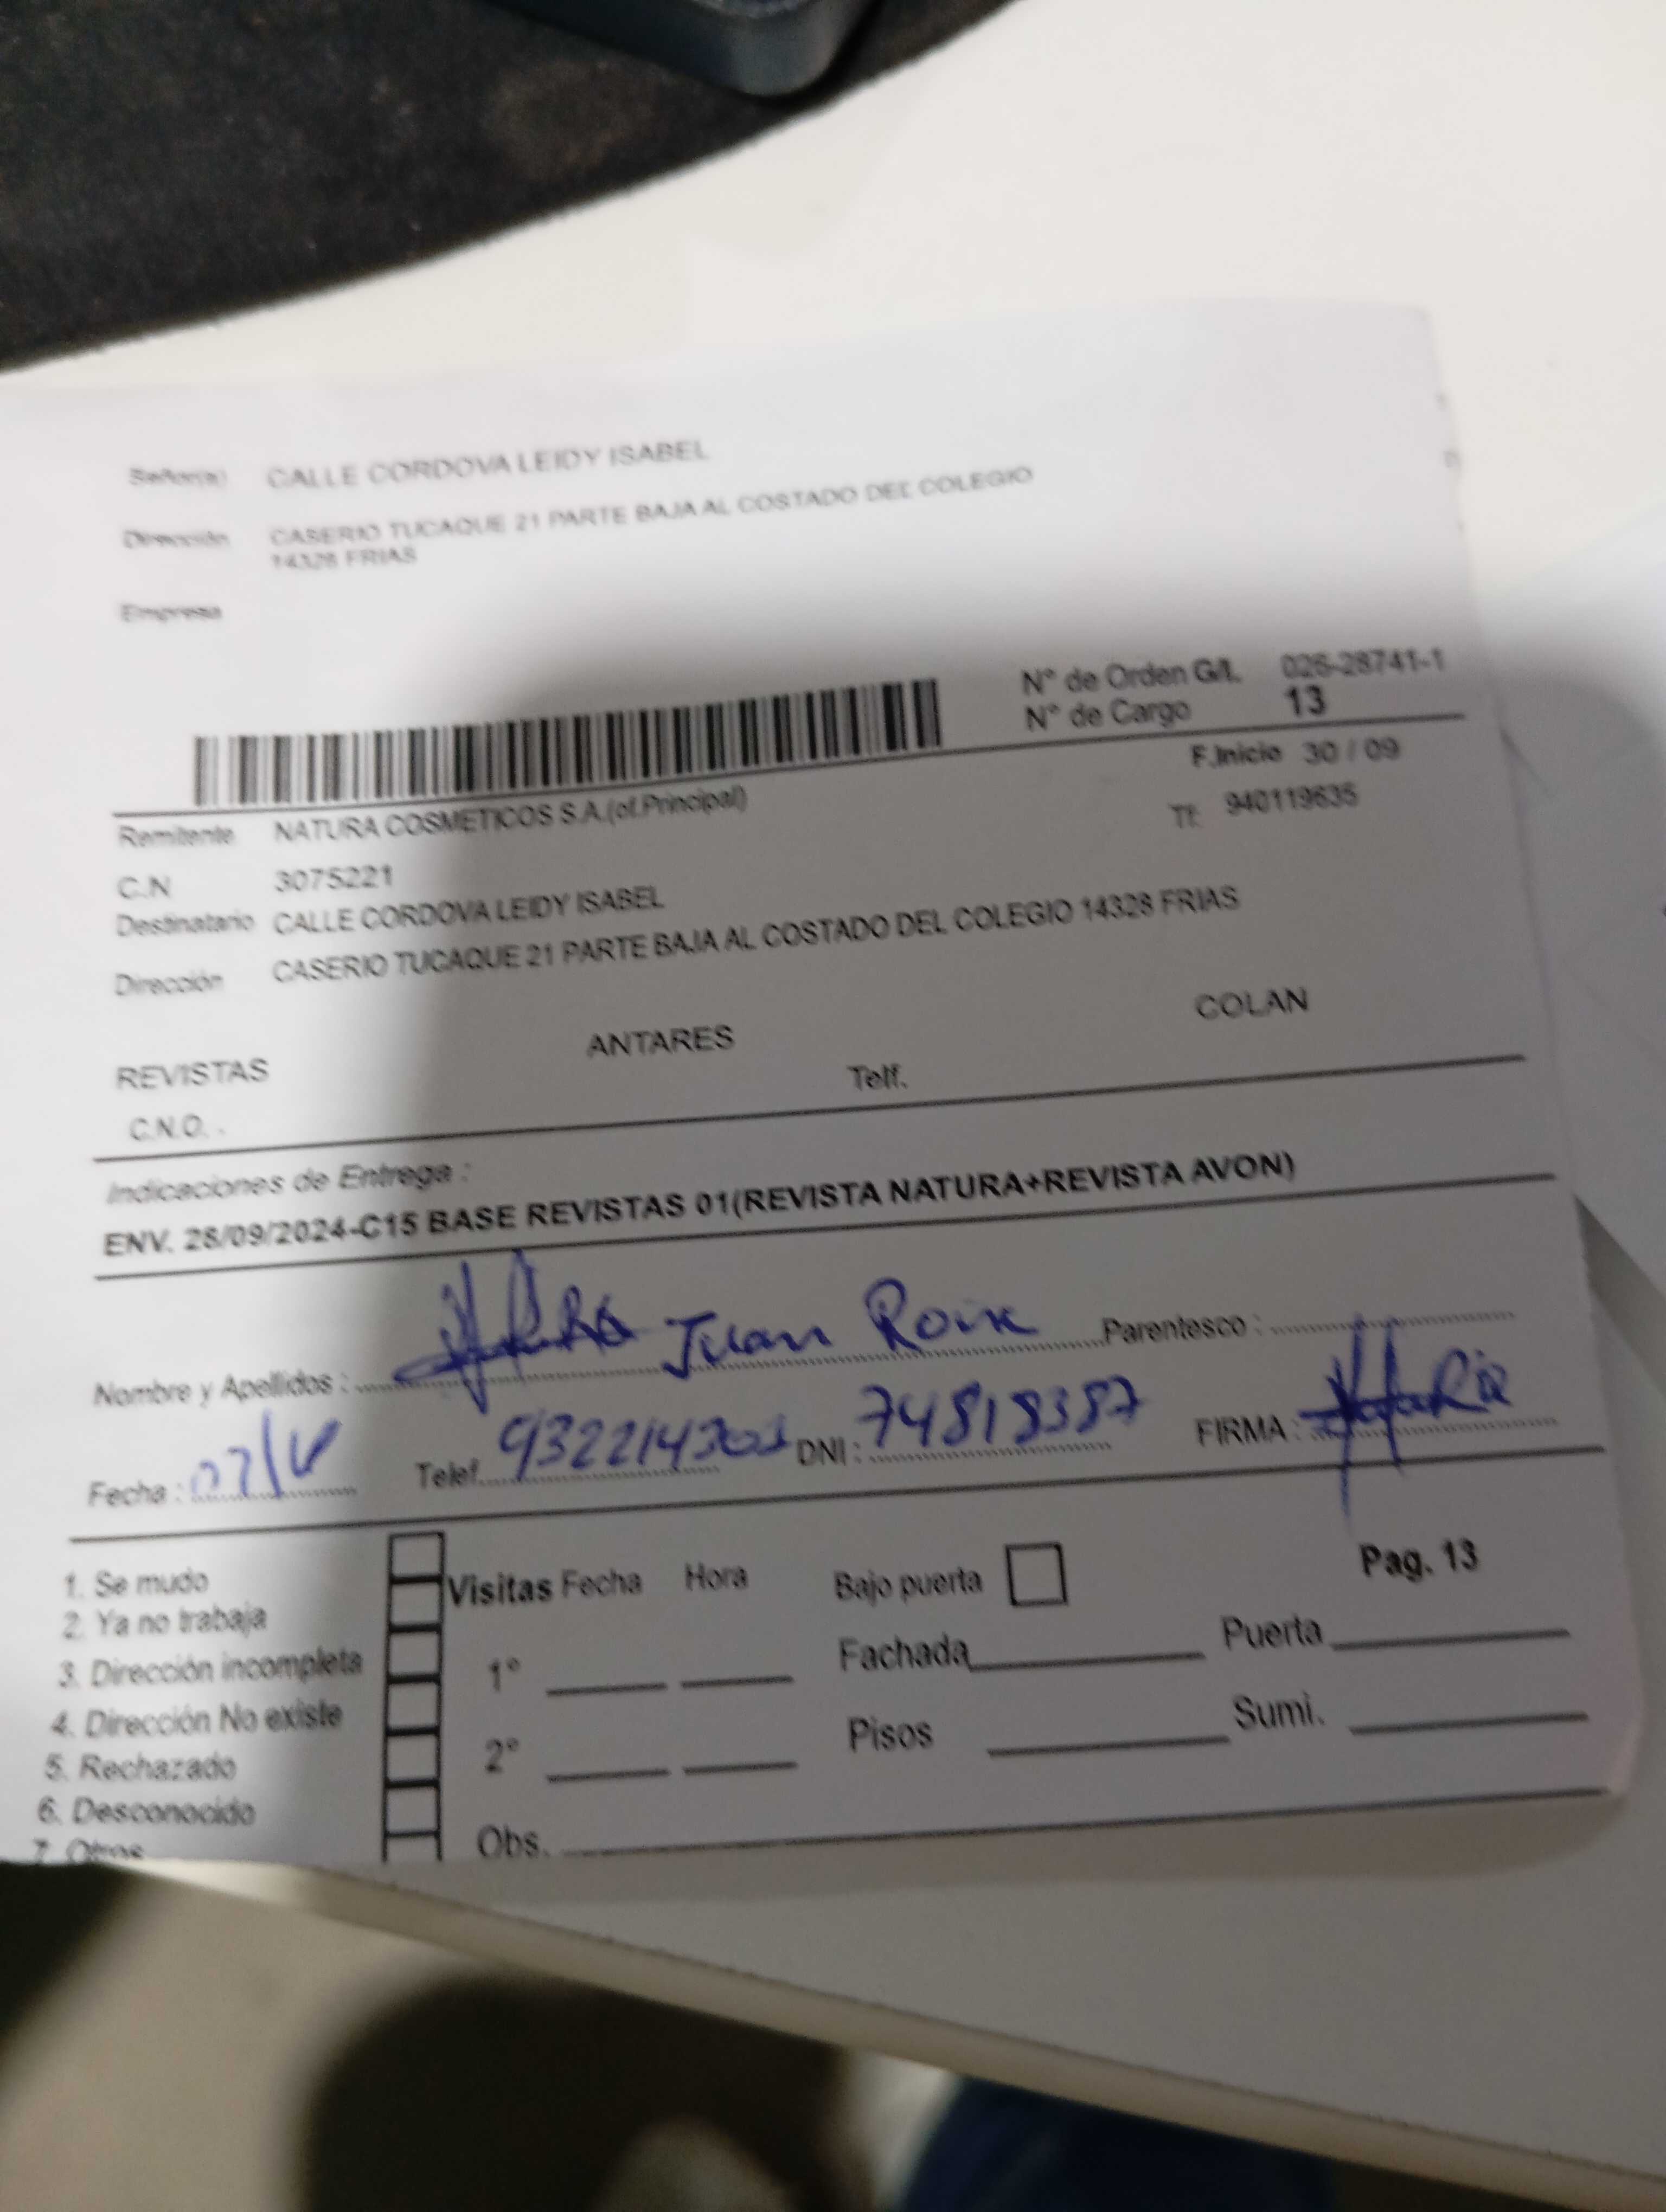 Señor(a) CALLE CORDOVA LEIDY ISABEL
Dirección CASERIO TUCAQUE 21 PARTE BAJA AL COSTADO DEL COLEGIO
14328 FRIAS
Empresa
N° de Orden G/L 026-28741-1
N° de Cargo 13
F.Inicio 30 / 09
Remitente NATURA COSMETICOS S.A.(of.Principal) Tf: 940119635
C.N 3075221
Destinatario CALLE CORDOVA LEIDY ISABEL
Dirección CASERIO TUCAQUE 21 PARTE BAJA AL COSTADO DEL COLEGIO 14328 FRIAS
REVISTAS ANTARES COLAN
C.N.O. . Telf.
Indicaciones de Entrega :
ENV. 28/09/2024-C15 BASE REVISTAS 01(REVISTA NATURA+REVISTA AVON)
Nombre y Apellidos : Juan Parentesco :
Fecha : Telef. DNI : 74818387 FIRMA :
1. Se mudo Visitas Fecha Hora Bajo puerta Pag. 13
2. Ya no trabaja
3. Dirección incompleta 1° Fachada Puerta
4. Dirección No existe
5. Rechazado 2° Pisos Sumi.
6. Desconocido
7. Otros Obs.